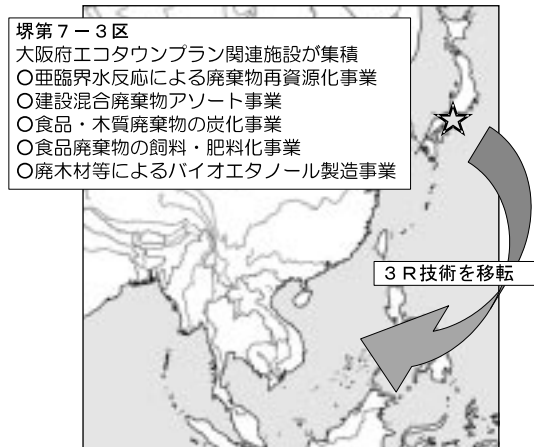 堺第７－３区
大阪府エコタウンプラン関連施設が集積
○亜臨界水反応による廃棄物再資源化事業
○建設混合廃棄物アソート事業
○食品・木質廃棄物の炭化事業
○食品廃棄物の飼料・肥料化事業
○廃木材等によるバイオエタノール製造事業
３Ｒ技術を移転